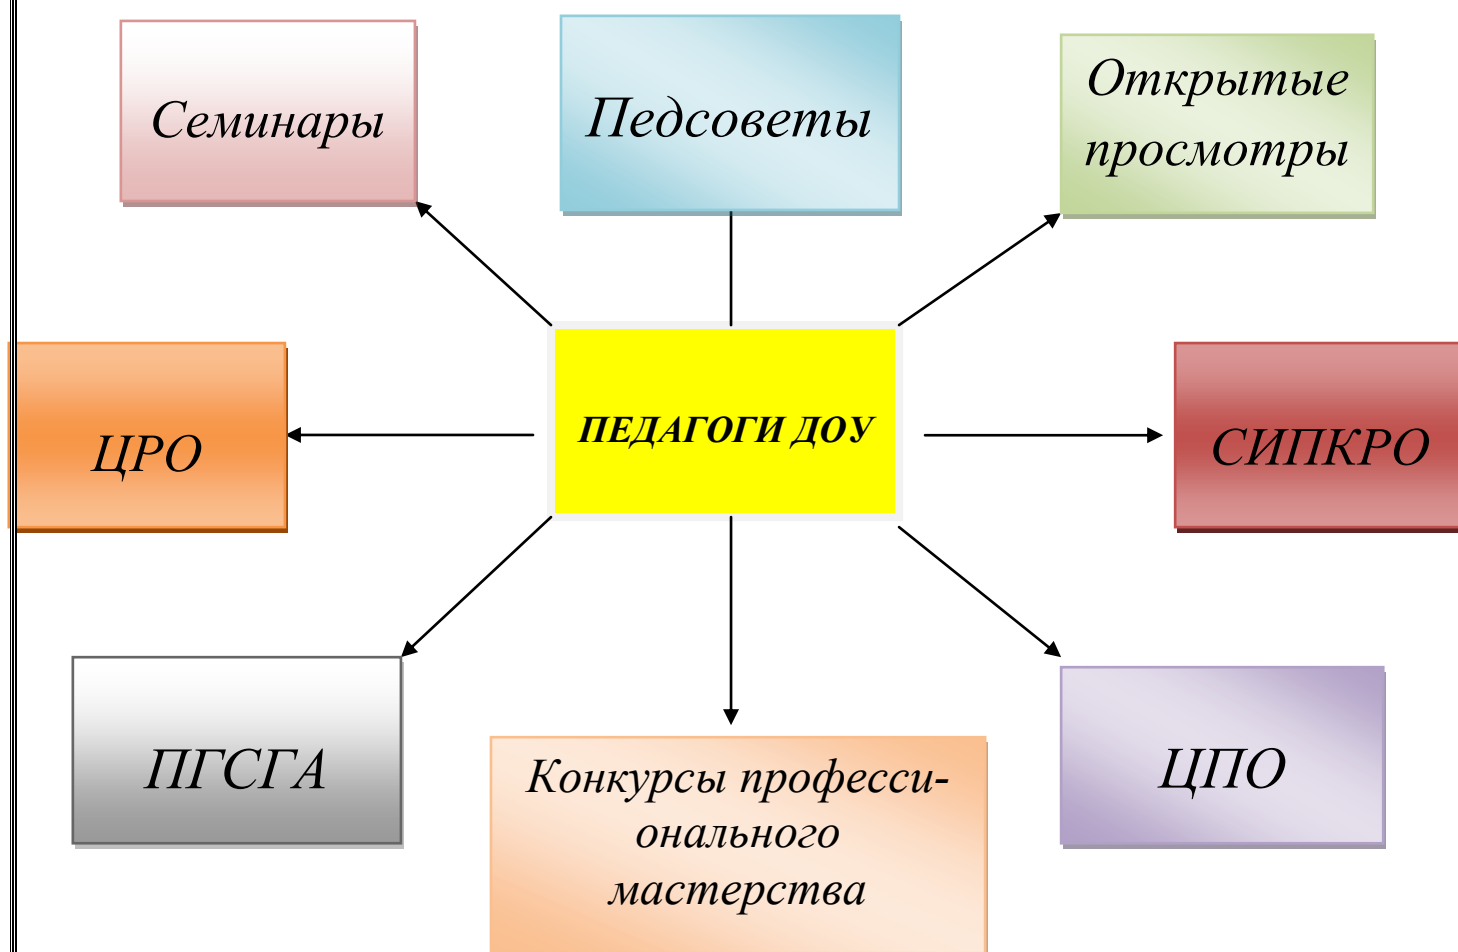 Семинары
Педсоветы
Открытые
просмотры
ЦРО
ПЕДАГОГИ ДОУ
СИПКРО
ПГСГА
Конкурсы професси-
онального
мастерства
ЦПО